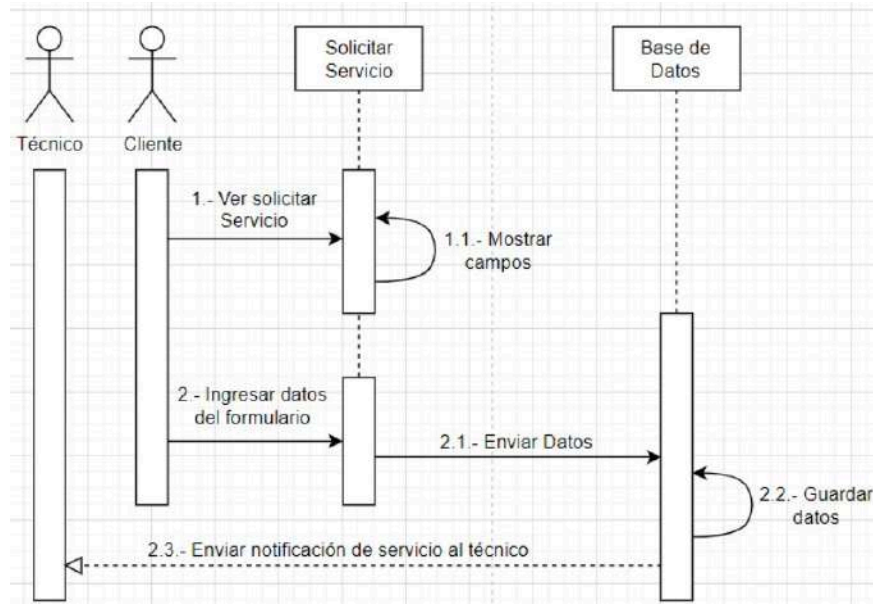 Solicitar
Servicio
Base de
Datos
Técnico
Cliente
1.- Ver solicitar
Servicio
1.1.- Mostrar
campos
2.- Ingresar datos
del formulario
2.1.- Enviar Datos
2.2.- Guardar
datos
2.3.- Enviar notificación de servicio al técnico